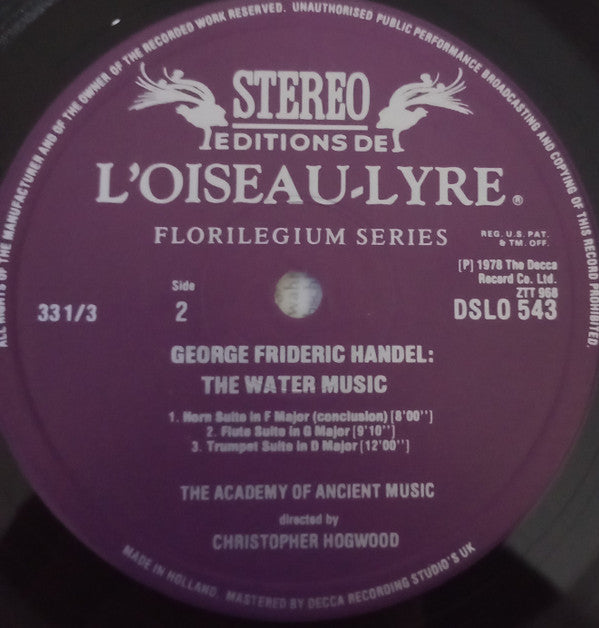 ALL RIGHTS OF THE MANUFACTURER AND OF THE OWNER OF THE RECORDED WORK RESERVED. UNAUTHORISED PUBLIC PERFORMANCE BROADCASTING AND COPYING OF THIS RECORD PROHIBITED.
STEREO
EDITIONS DE
L'OISEAU-LYRE®
FLORILEGIUM SERIES
REG. U.S. PAT.
& TM. OFF.
[P] 1978 The Decca
Record Co. Ltd.
ZTT 968
33 1/3
Side
2
DSLO 543
GEORGE FRIDERIC HANDEL:
THE WATER MUSIC
1. Horn Suite in F Major (conclusion) [8'00'']
2. Flute Suite in G Major [9'10'']
3. Trumpet Suite in D Major [12'00'']
THE ACADEMY OF ANCIENT MUSIC
directed by
CHRISTOPHER HOGWOOD
MADE IN HOLLAND. MASTERED BY DECCA RECORDING STUDIO'S UK